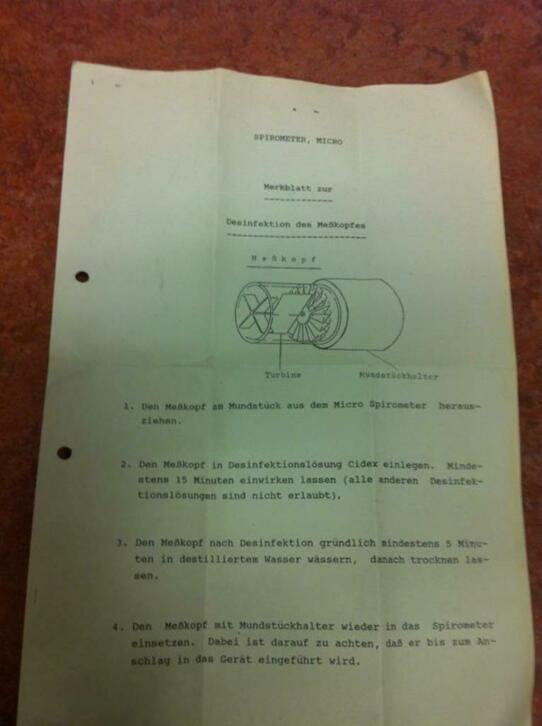 SPIROMETER, MICRO
Merkblatt zur
Desinfektion des Meßkopfes
Meßkopf
Turbine Mundstückhalter
1. Den Meßkopf am Mundstück aus dem Micro Spirometer heraus-
ziehen.
2. Den Meßkopf in Desinfektionslösung Cidex einlegen. Minde-
stens 15 Minuten einwirken lassen (alle anderen Desinfek-
tionslösungen sind nicht erlaubt).
3. Den Meßkopf nach Desinfektion gründlich mindestens 5 Minu-
ten in destilliertem Wasser wässern, danach trocknen las-
sen.
4. Den Meßkopf mit Mundstückhalter wieder in das Spirometer
einsetzen. Dabei ist darauf zu achten, daß er bis zum An-
schlag in das Gerät eingeführt wird.